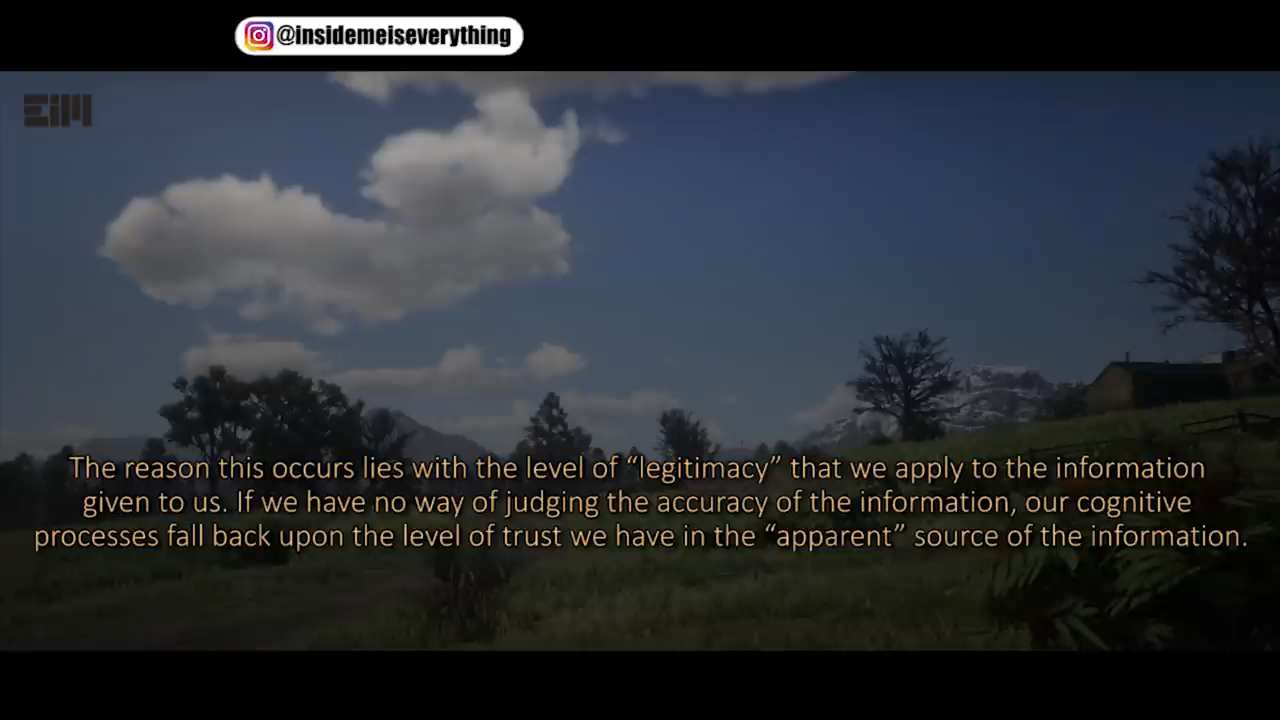 @insidemeiseverything
EiM
The reason this occurs lies with the level of “legitimacy” that we apply to the information
given to us. If we have no way of judging the accuracy of the information, our cognitive
processes fall back upon the level of trust we have in the “apparent” source of the information.